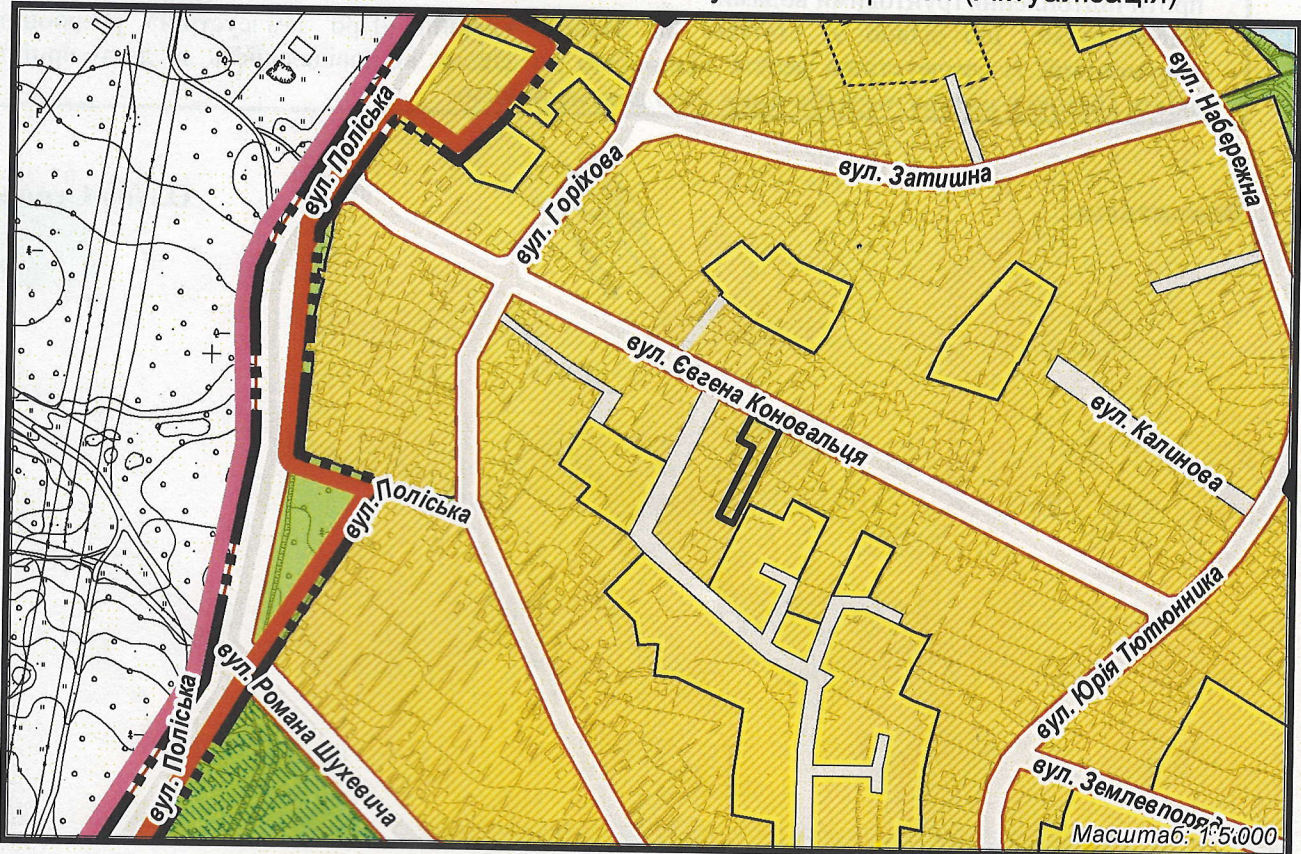 вул. Набережна
вул. Поліська
вул. Горіхова
вул. Затишна
вул. Євгена Коновальця
вул. Калинова
вул. Поліська
вул. Юрія Тютюнника
вул. Романа Шухевича
вул. Поліська
Масштаб: 1:5 000